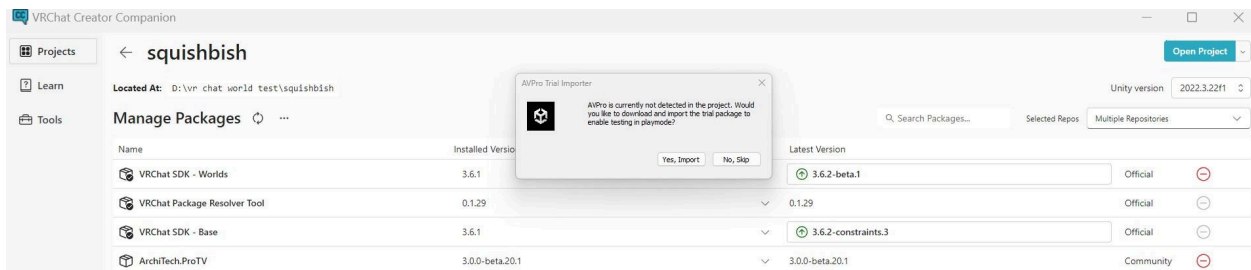 CC VRChat Creator Companion
Projects
← squishbish
Open Project
Learn
Located At: D:\vr chat world test\squishbish
Unity version 2022.3.22f1
Tools
Manage Packages
Search Packages...
Selected Repos Multiple Repositories
AVPro Trial Importer
AVPro is currently not detected in the project. Would
you like to download and import the trial package to
enable testing in playmode?
Yes, Import No, Skip
Name Installed Versio Latest Version
VRChat SDK - Worlds 3.6.1 3.6.2-beta.1 Official
VRChat Package Resolver Tool 0.1.29 0.1.29 Official
VRChat SDK - Base 3.6.1 3.6.2-constraints.3 Official
ArchiTech.ProTV 3.0.0-beta.20.1 3.0.0-beta.20.1 Community